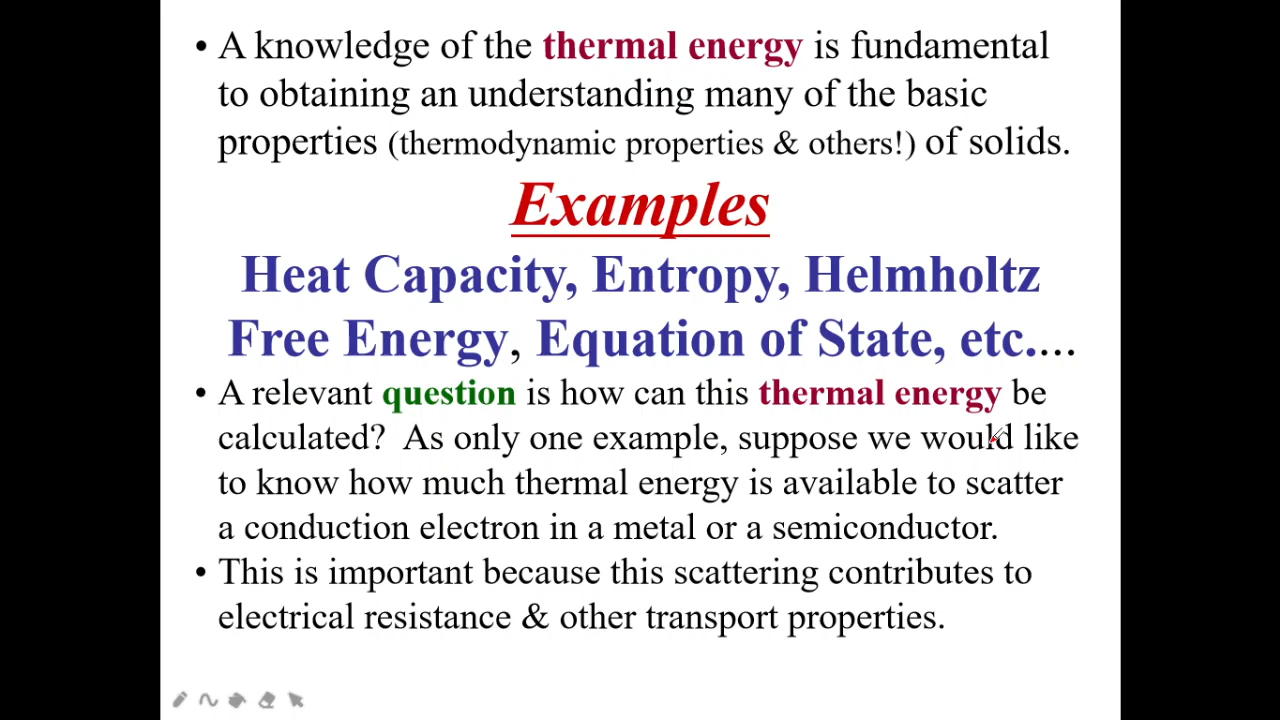 • A knowledge of the thermal energy is fundamental
to obtaining an understanding many of the basic
properties (thermodynamic properties & others!) of solids.
Examples
Heat Capacity, Entropy, Helmholtz
Free Energy, Equation of State, etc....
• A relevant question is how can this thermal energy be
calculated? As only one example, suppose we would like
to know how much thermal energy is available to scatter
a conduction electron in a metal or a semiconductor.
• This is important because this scattering contributes to
electrical resistance & other transport properties.